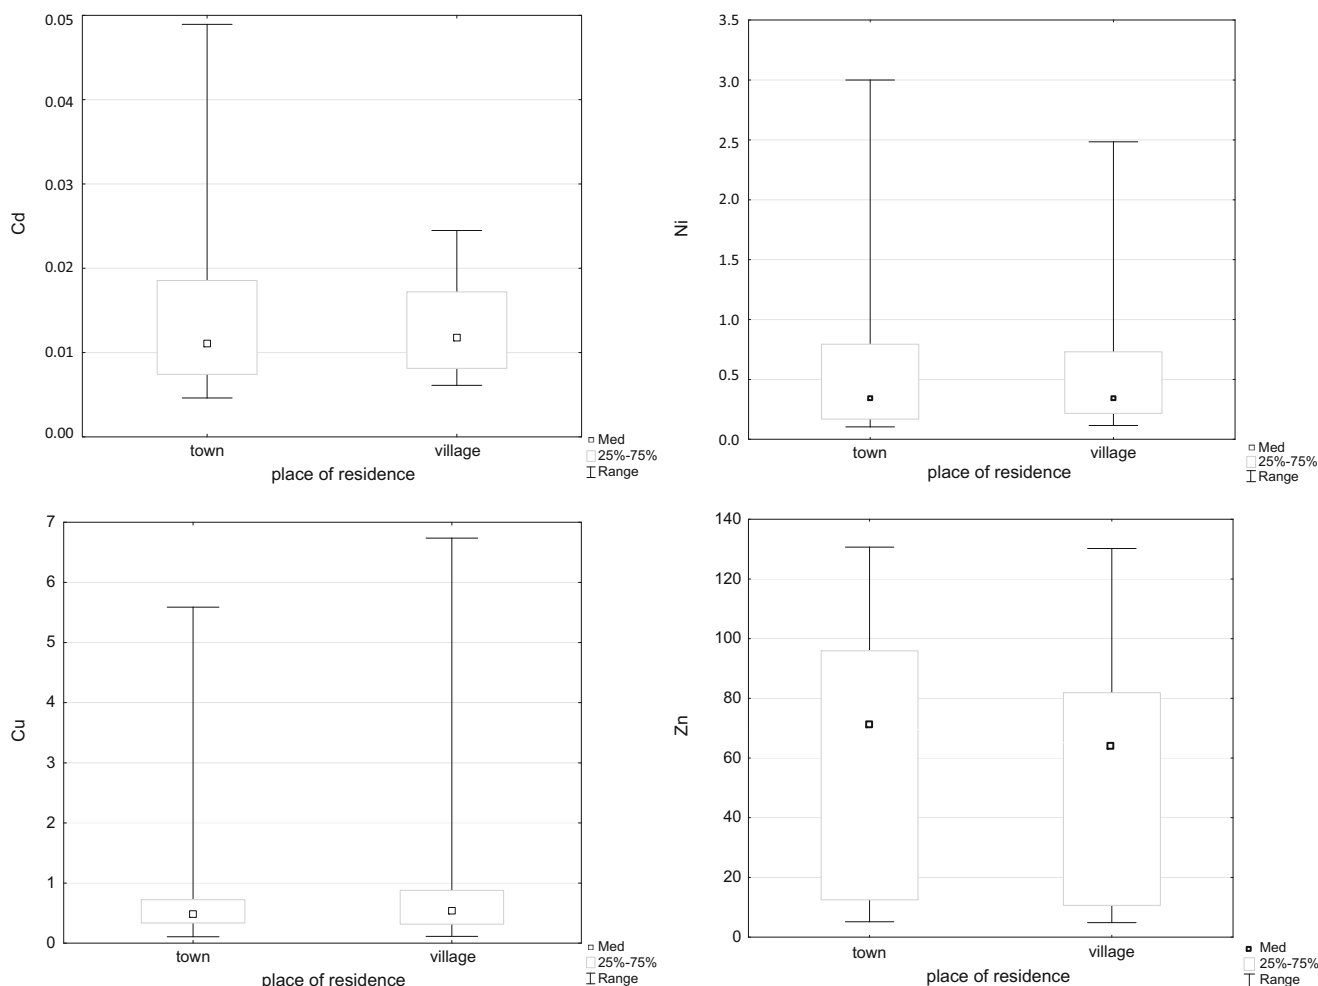 0.05
0.04
0.03
0.02
0.01
0.00
Cd
town
village
place of residence
Med
25%-75%
Range
3.5
3.0
2.5
2.0
1.5
1.0
0.5
0.0
Ni
town
village
place of residence
Med
25%-75%
Range
7
6
5
4
3
2
1
0
Cu
town
village
place of residence
Med
25%-75%
Range
140
120
100
80
60
40
20
0
Zn
town
village
place of residence
Med
25%-75%
Range